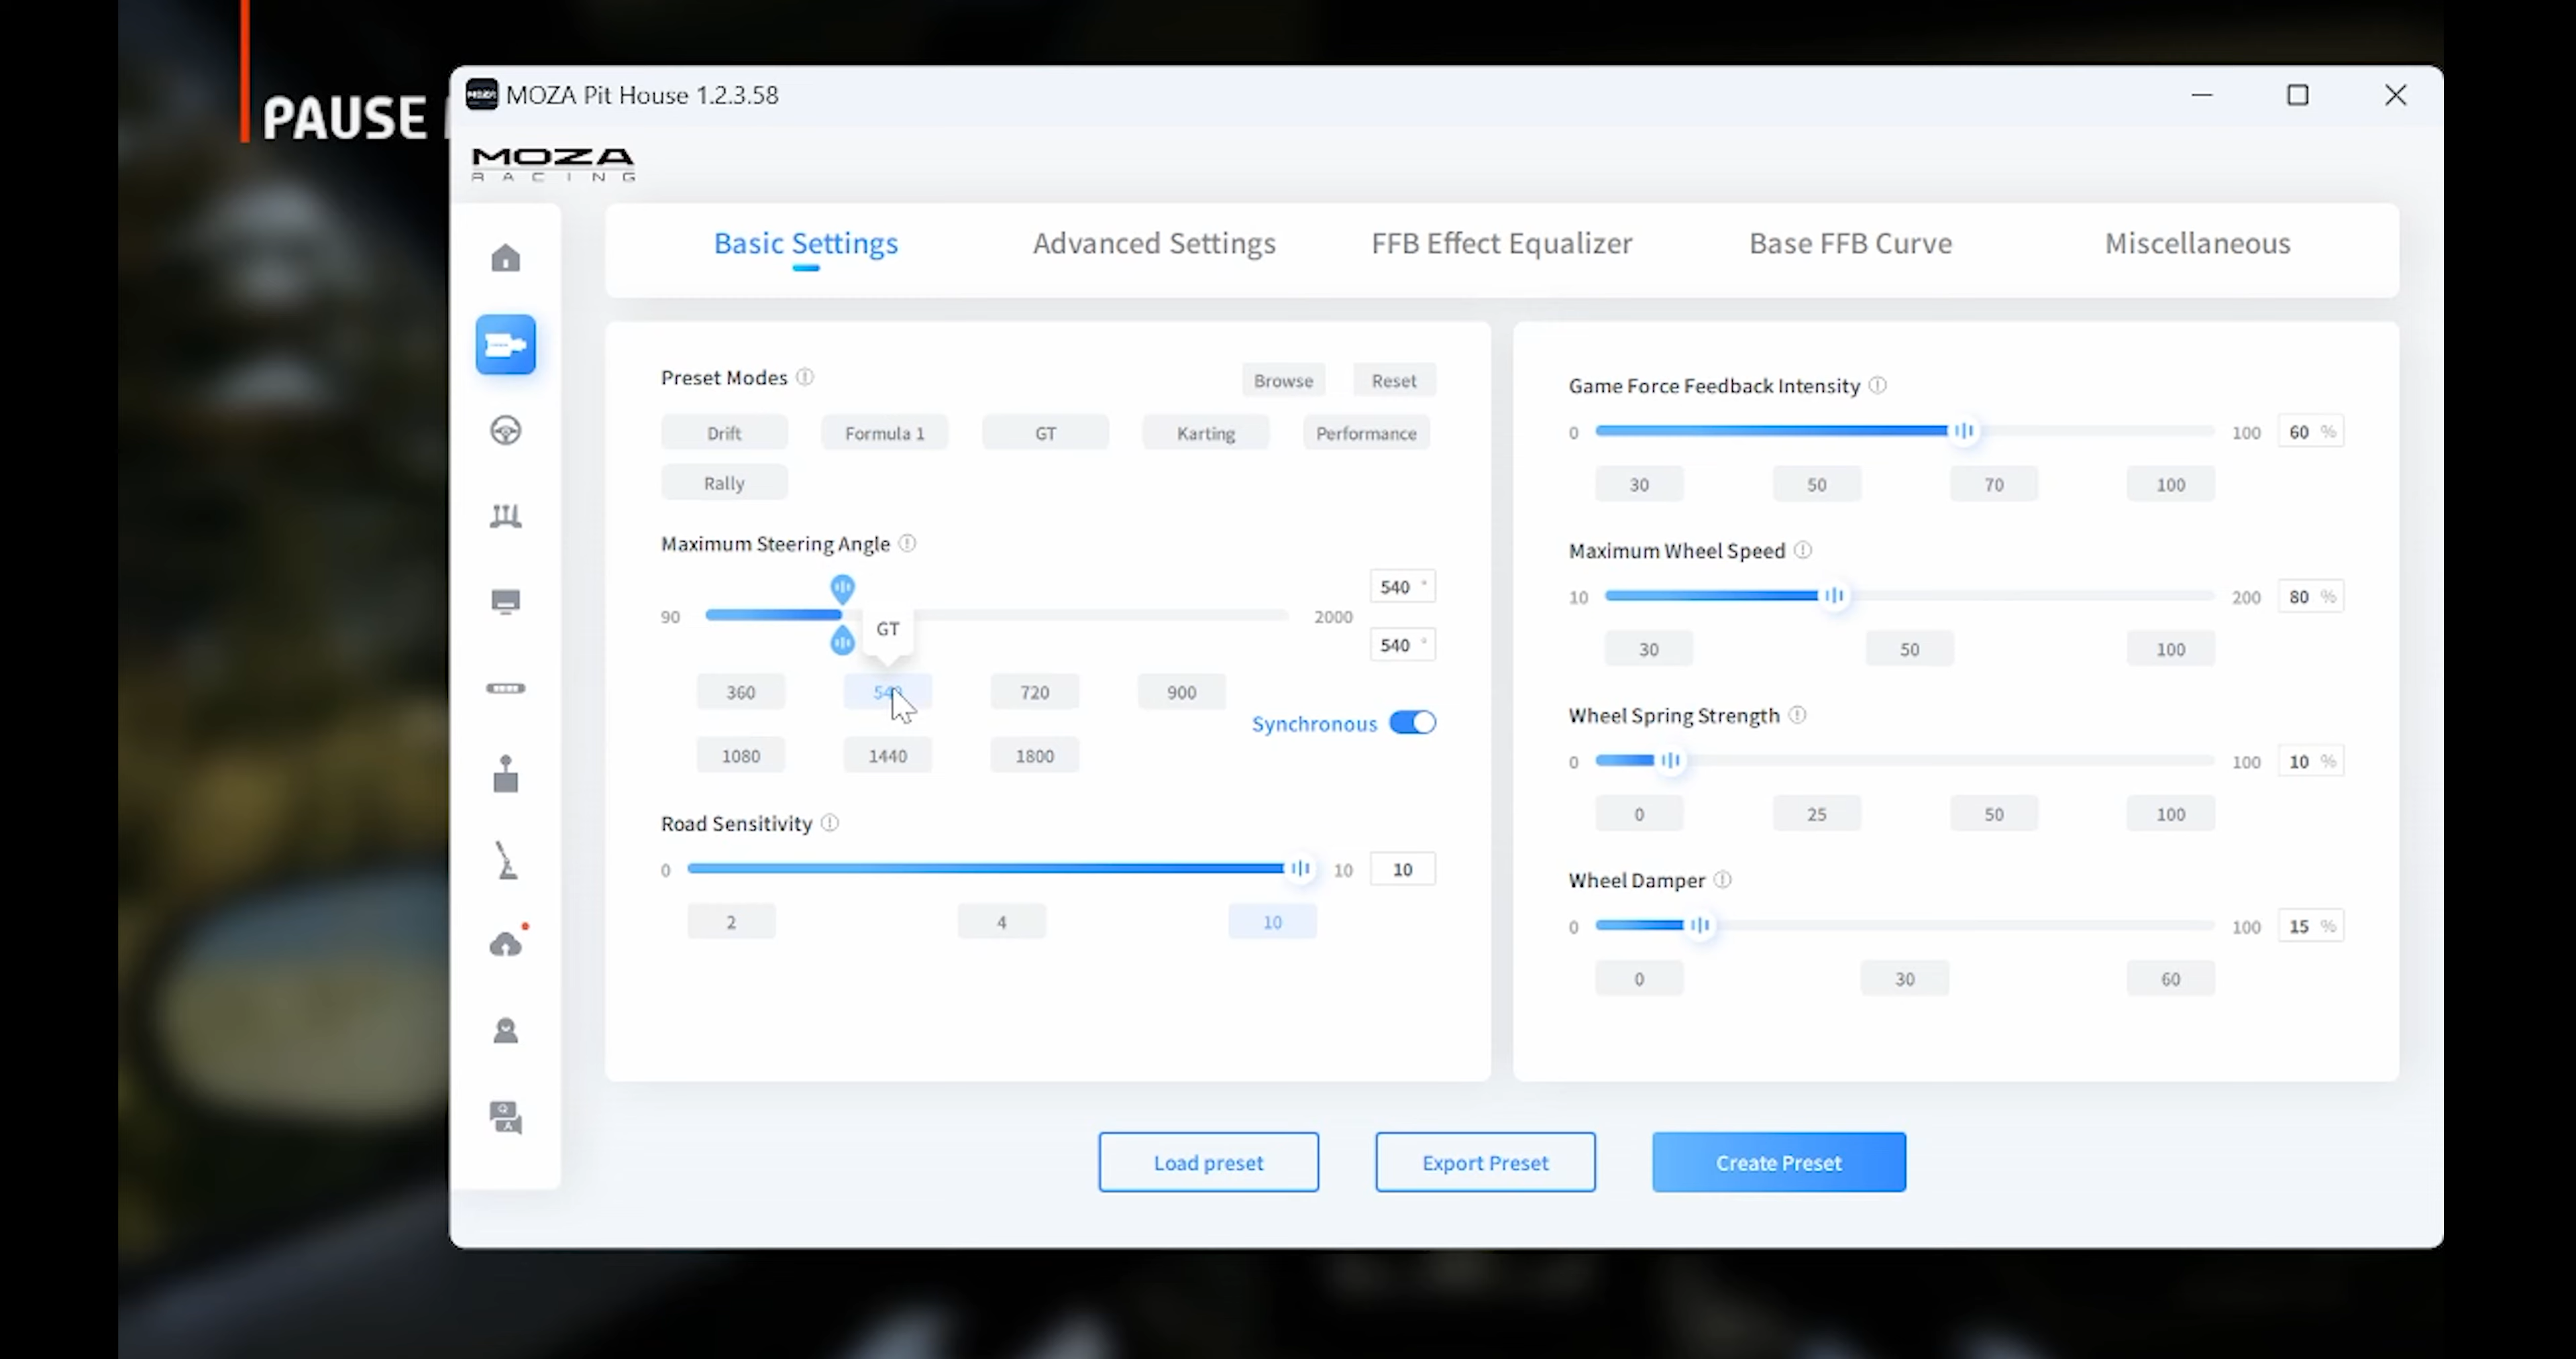 PAUSE
MOZA Pit House 1.2.3.58
MOZA
RACING
Basic Settings
Advanced Settings
FFB Effect Equalizer
Base FFB Curve
Miscellaneous
Preset Modes
Browse
Reset
Drift
Formula 1
GT
Karting
Performance
Rally
Maximum Steering Angle
90
2000
540 °
540 °
GT
360
540
720
900
Synchronous
1080
1440
1800
Road Sensitivity
0
10
10
2
4
10
Game Force Feedback Intensity
0
100
60 %
30
50
70
100
Maximum Wheel Speed
10
200
80 %
30
50
100
Wheel Spring Strength
0
100
10 %
0
25
50
100
Wheel Damper
0
100
15 %
0
30
60
Q
A
Load preset
Export Preset
Create Preset